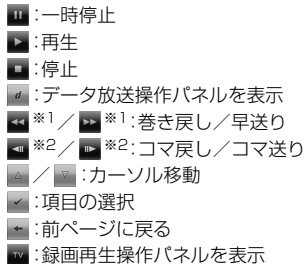 :一時停止
:再生
:停止
d :データ放送操作パネルを表示
※1／ ※1:巻き戻し／早送り
※2／ ※2:コマ戻し／コマ送り
／ :カーソル移動
:項目の選択
:前ページに戻る
TV :録画再生操作パネルを表示